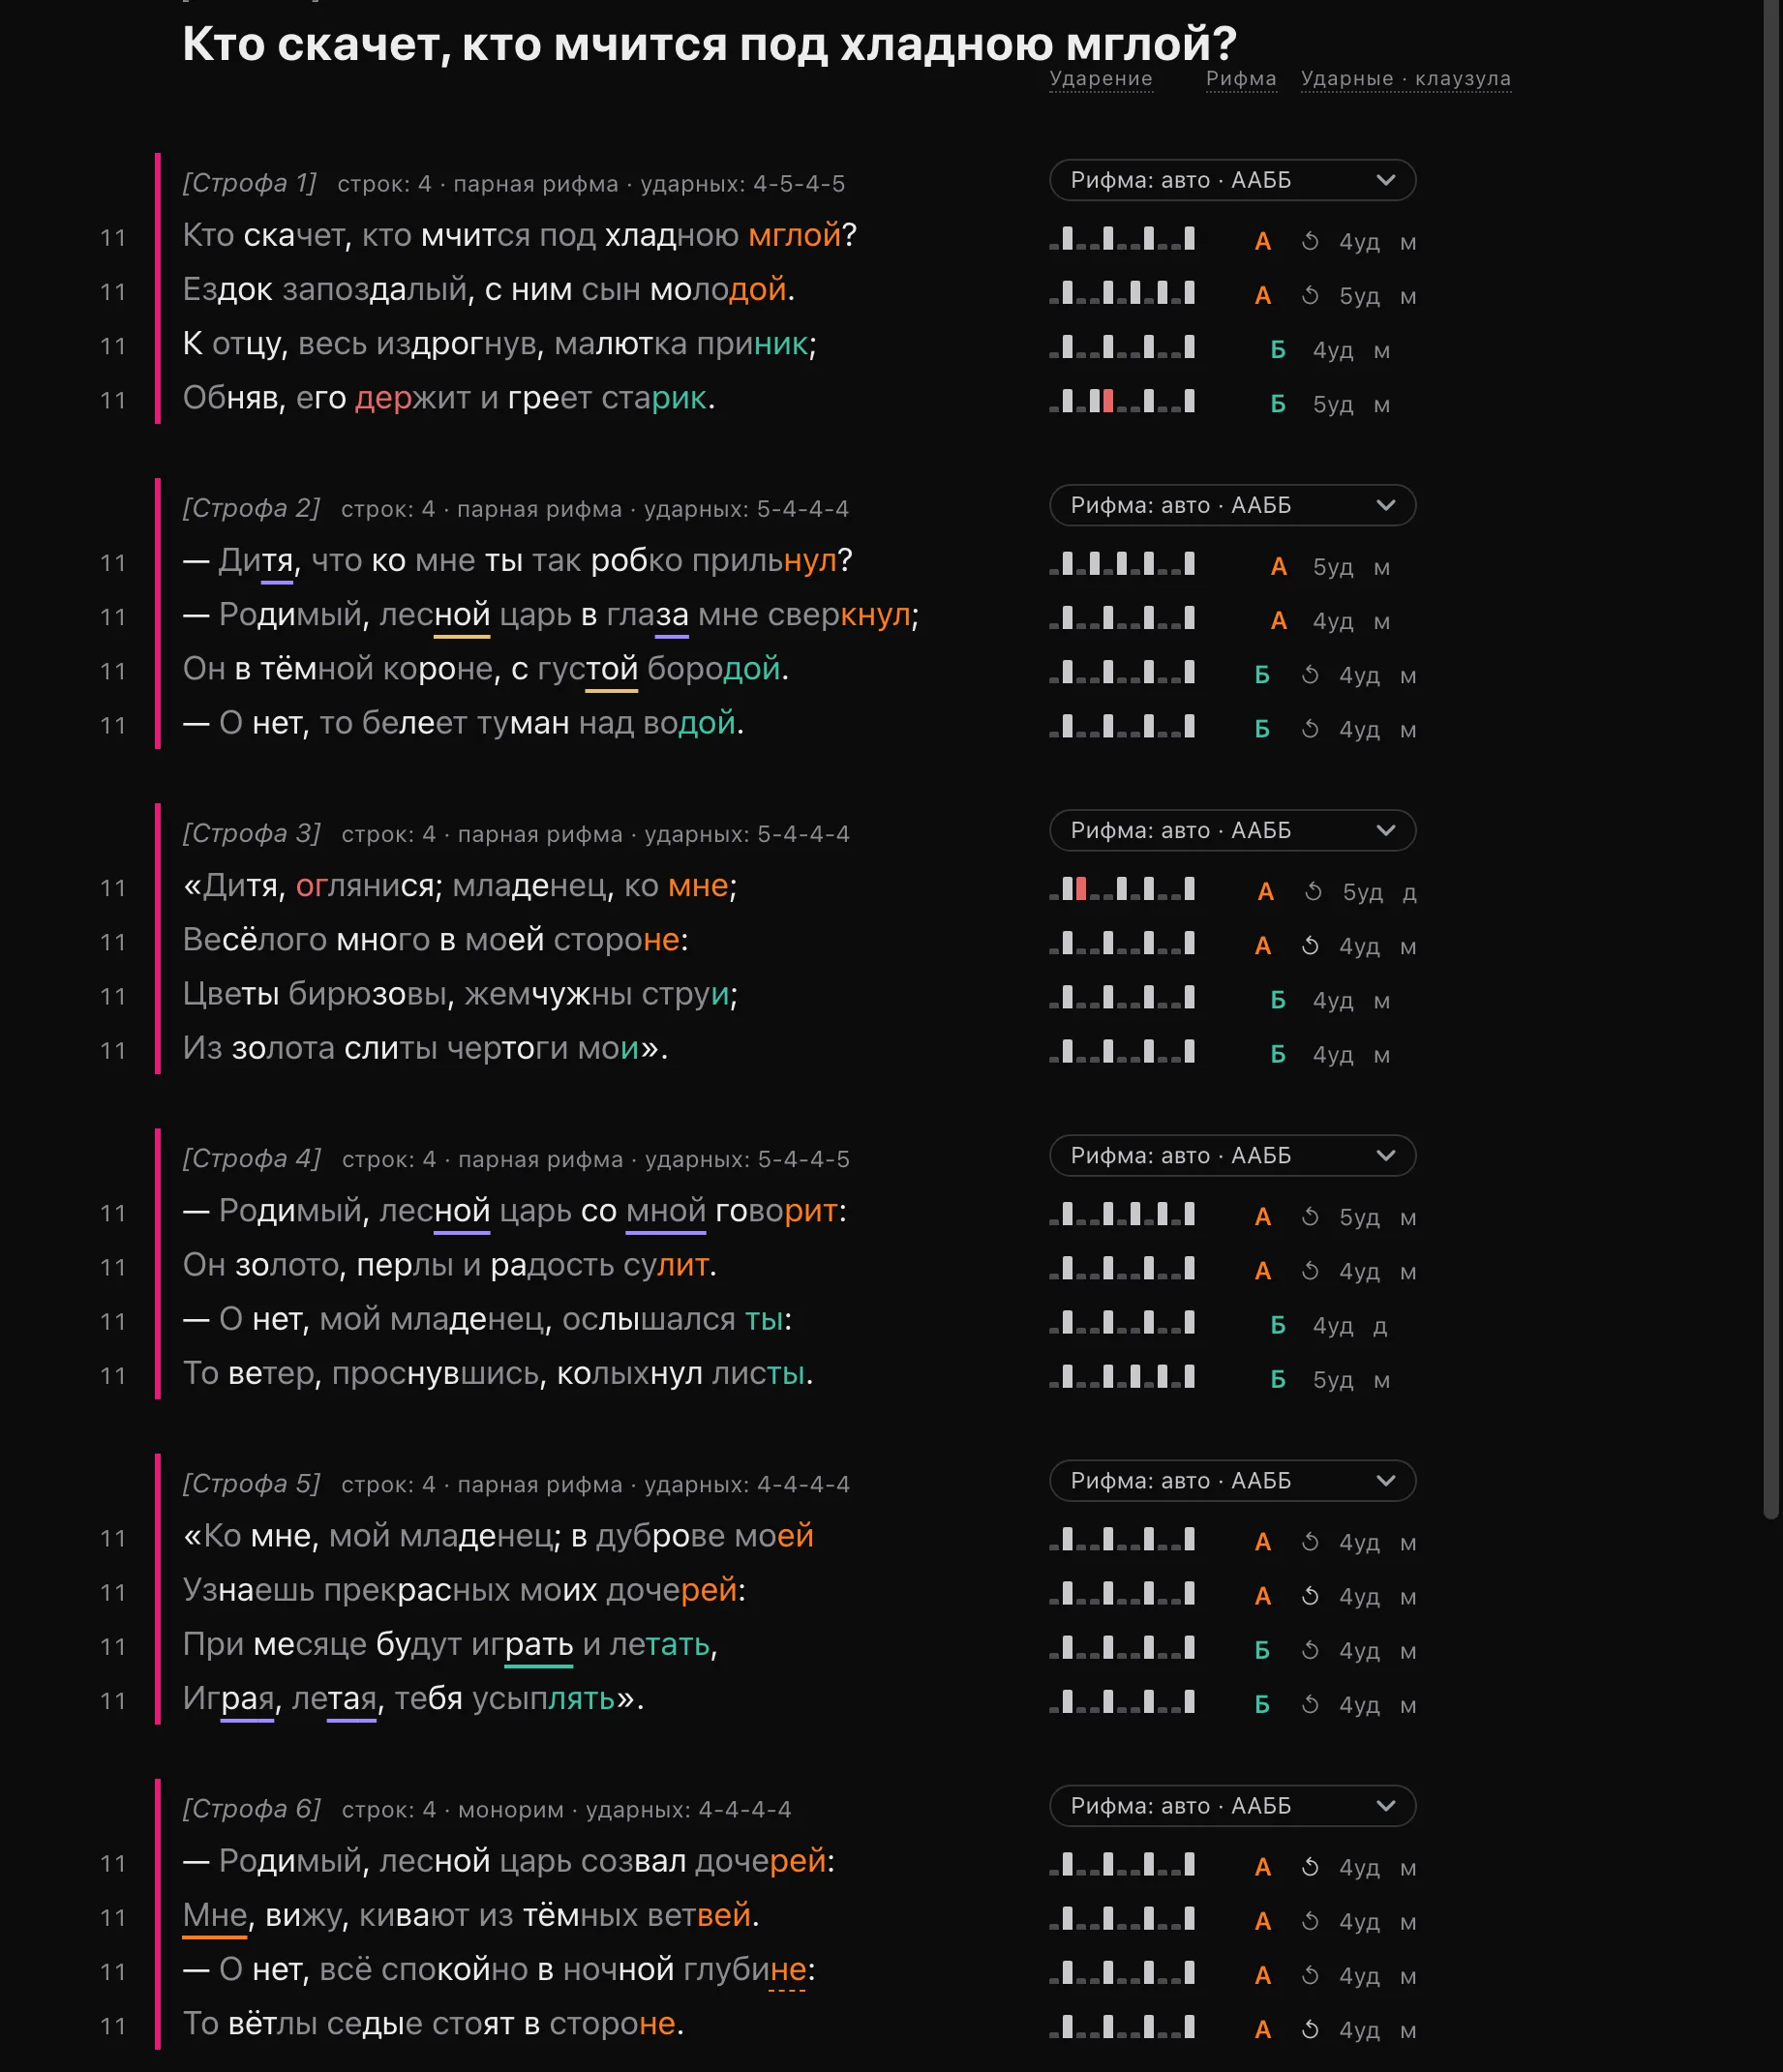 Кто скачет, кто мчится под хладною мглой?
Ударение Рифма Ударные · клаузула
[Строфа 1] строк: 4 · парная рифма · ударных: 4-5-4-5 Рифма: авто · ААББ
11 Кто скачет, кто мчится под хладною мглой? А 4уд м
11 Ездок запоздалый, с ним сын молодой. А 5уд м
11 К отцу, весь издрогнув, малютка приник; Б 4уд м
11 Обняв, его держит и греет старик. Б 5уд м
[Строфа 2] строк: 4 · парная рифма · ударных: 5-4-4-4 Рифма: авто · ААББ
11 — Дитя, что ко мне ты так робко прильнул? А 5уд м
11 — Родимый, лесной царь в глаза мне сверкнул; А 4уд м
11 Он в тёмной короне, с густой бородой. Б 4уд м
11 — О нет, то белеет туман над водой. Б 4уд м
[Строфа 3] строк: 4 · парная рифма · ударных: 5-4-4-4 Рифма: авто · ААББ
11 «Дитя, оглянися; младенец, ко мне; А 5уд д
11 Весёлого много в моей стороне: А 4уд м
11 Цветы бирюзовы, жемчужны струи; Б 4уд м
11 Из золота слиты чертоги мои». Б 4уд м
[Строфа 4] строк: 4 · парная рифма · ударных: 5-4-4-5 Рифма: авто · ААББ
11 — Родимый, лесной царь со мной говорит: А 5уд м
11 Он золото, перлы и радость сулит. А 4уд м
11 — О нет, мой младенец, ослышался ты: Б 4уд д
11 То ветер, проснувшись, колыхнул листы. Б 5уд м
[Строфа 5] строк: 4 · парная рифма · ударных: 4-4-4-4 Рифма: авто · ААББ
11 «Ко мне, мой младенец; в дуброве моей А 4уд м
11 Узнаешь прекрасных моих дочерей: А 4уд м
11 При месяце будут играть и летать, Б 4уд м
11 Играя, летая, тебя усыплять». Б 4уд м
[Строфа 6] строк: 4 · монорим · ударных: 4-4-4-4 Рифма: авто · ААББ
11 — Родимый, лесной царь созвал дочерей: А 4уд м
11 Мне, вижу, кивают из тёмных ветвей. А 4уд м
11 — О нет, всё спокойно в ночной глубине: А 4уд м
11 То вётлы седые стоят в стороне. А 4уд м